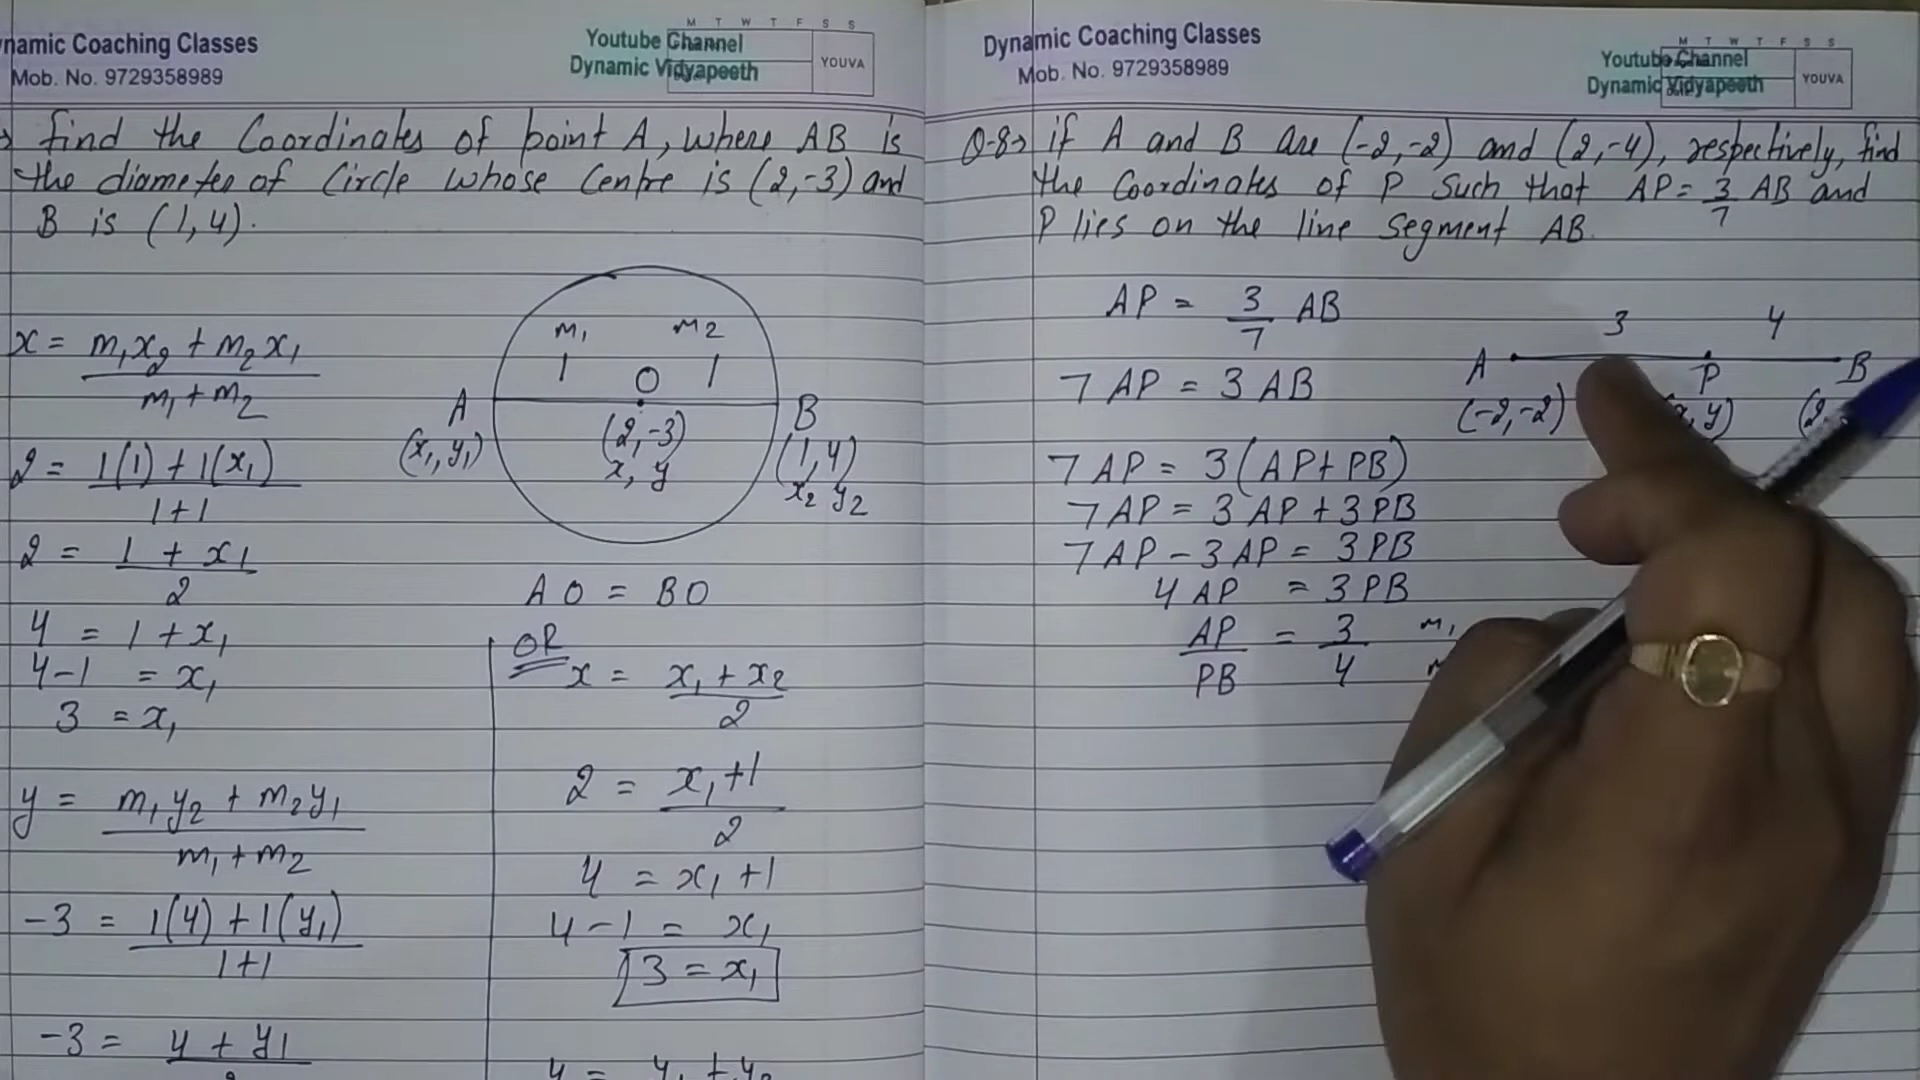 namic Coaching Classes
Mob. No. 9729358989
Youtube Channel
Dynamic Vidyapeeth
M T W T F S S
YOUVA
find the Coordinates of point A, where AB is
the diameter of Circle whose Centre is (2,-3) and
B is (1,4).
x = m₁x₂ + m₂x₁
m₁ + m₂
2 = 1(1) + 1(x₁)
1+1
2 = 1 + x₁
2
4 = 1 + x₁
4-1 = x₁
3 = x₁
y = m₁y₂ + m₂y₁
m₁ + m₂
-3 = 1(4) + 1(y₁)
1+1
-3 = 4 + y₁
m₁ m₂
1 O 1
A B
(x₁, y₁) (2,-3) (1,4)
x, y x₂ y₂
AO = BO
OR
x = x₁ + x₂
2
2 = x₁ + 1
2
4 = x₁ + 1
4 - 1 = x₁
3 = x₁
y = y₁ + y₂
Dynamic Coaching Classes
Mob. No. 9729358989
Youtube Channel
Dynamic Vidyapeeth
M T W T F S S
YOUVA
Q-8→ if A and B are (-2,-2) and (2,-4), respectively, find
the Coordinates of P Such that AP = 3/7 AB and
P lies on the line Segment AB.
AP = 3/7 AB
7 AP = 3 AB
7 AP = 3(AP + PB)
7 AP = 3 AP + 3 PB
7 AP - 3 AP = 3 PB
4 AP = 3 PB
AP = 3 m₁
PB 4
3 4
A P B
(-2,-2) y) (2,